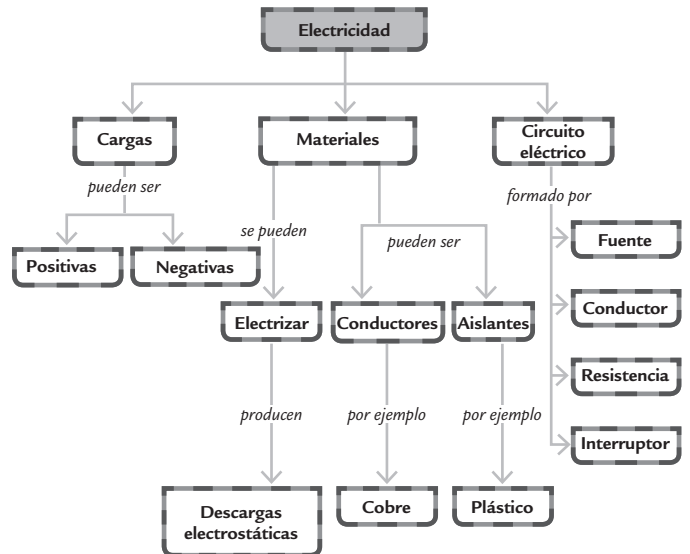 Electricidad
Cargas
Materiales
Circuito
eléctrico
pueden ser
formado por
se pueden
pueden ser
Fuente
Positivas
Negativas
Electrizar
Conductores
Aislantes
Conductor
Resistencia
producen
por ejemplo
por ejemplo
Interruptor
Descargas
electrostáticas
Cobre
Plástico